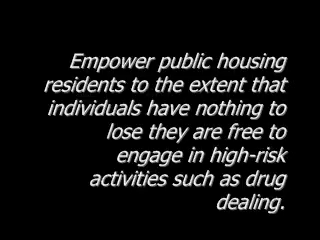 Empower public housing
residents to the extent that
individuals have nothing to
lose they are free to
engage in high-risk
activities such as drug
dealing.